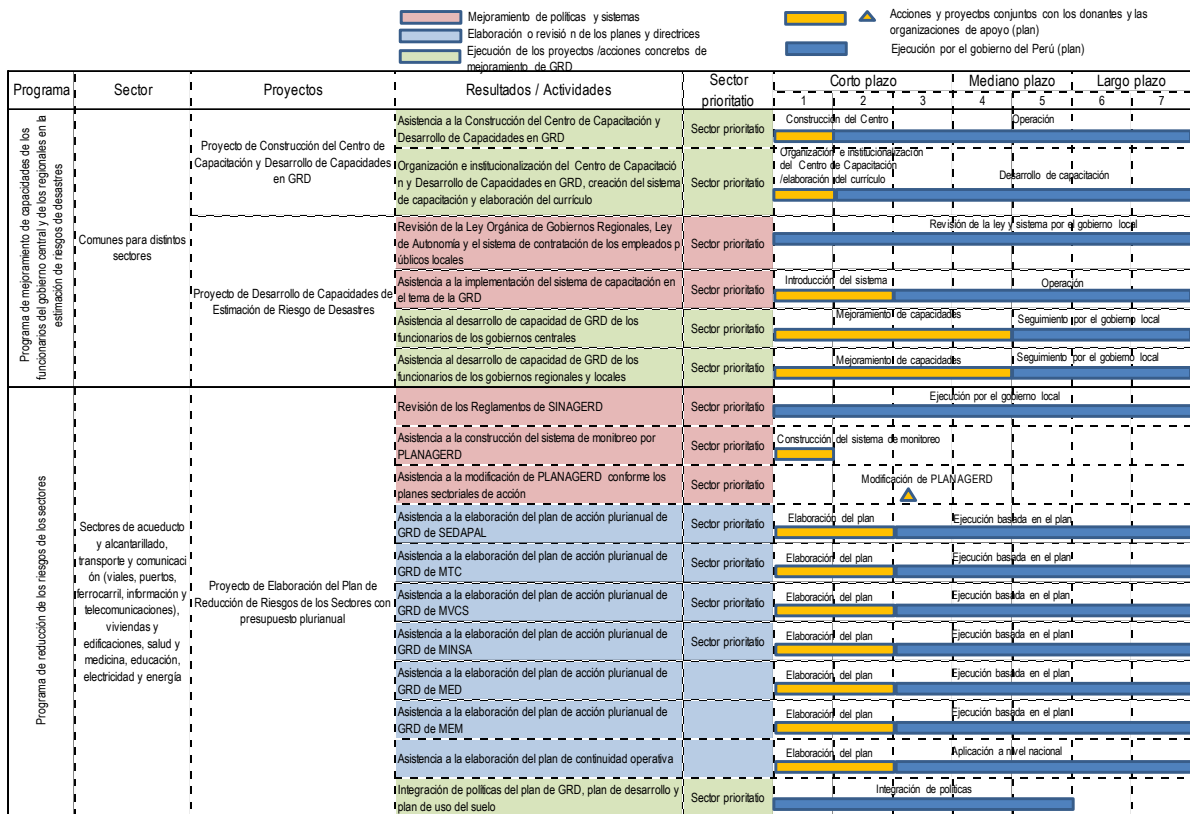 Mejoramiento de políticas y sistemas
Elaboración o revisió n de los planes y directrices
Ejecución de los proyectos /acciones concretos de
mejoramiento de GRD
Acciones y proyectos conjuntos con los donantes y las
organizaciones de apoyo (plan)
Ejecución por el gobierno del Perú (plan)
Programa
Sector
Proyectos
Resultados / Actividades
Sector
prioritatio
Corto plazo
Mediano plazo
Largo plazo
1 2 3 4 5 6 7
Programa de mejoramiento de capacidades de los
funcionarios del gobierno central y de los regionales en la
estimación de riesgos de desastres
Comunes para distintos
sectores
Proyecto de Construcción del Centro de
Capacitación y Desarrollo de Capacidades
en GRD
Asistencia a la Construcción del Centro de Capacitación y
Desarrollo de Capacidades en GRD
Sector prioritatio
Construcción del Centro
Operación
Organización e institucionalización del Centro de Capacitació
n y Desarrollo de Capacidades en GRD, creación del sistema
de capacitación y elaboración del currículo
Sector prioritatio
Organización e institucionalización
del Centro de Capacitación
/elaboración del currículo
Desarrollo de capacitación
Proyecto de Desarrollo de Capacidades de
Estimación de Riesgo de Desastres
Revisión de la Ley Orgánica de Gobiernos Regionales, Ley
de Autonomía y el sistema de contratación de los empleados p
úblicos locales
Sector prioritatio
Revisión de la ley y sistema por el gobierno local
Asistencia a la implementación del sistema de capacitación en
el tema de la GRD
Sector prioritatio
Introducción del sistema
Operación
Asistencia al desarrollo de capacidad de GRD de los
funcionarios de los gobiernos centrales
Sector prioritatio
Mejoramiento de capacidades
Seguimiento por el gobierno local
Asistencia al desarrollo de capacidad de GRD de los
funcionarios de los gobiernos regionales y locales
Sector prioritatio
Mejoramiento de capacidades
Seguimiento por el gobierno local
Programa de reducción de los riesgos de los sectores
Sectores de acueducto
y alcantarillado,
transporte y comunicaci
ón (viales, puertos,
ferrocarril, información y
telecomunicaciones),
viviendas y
edificaciones, salud y
medicina, educación,
electricidad y energía
Proyecto de Elaboración del Plan de
Reducción de Riesgos de los Sectores con
presupuesto plurianual
Revisión de los Reglamentos de SINAGERD
Sector prioritatio
Ejecución por el gobierno local
Asistencia a la construcción del sistema de monitoreo por
PLANAGERD
Sector prioritatio
Construcción del sistema de monitoreo
Asistencia a la modificación de PLANAGERD conforme los
planes sectoriales de acción
Sector prioritatio
Modificación de PLANAGERD
Asistencia a la elaboración del plan de acción plurianual de
GRD de SEDAPAL
Sector prioritatio
Elaboración del plan
Ejecución basada en el plan
Asistencia a la elaboración del plan de acción plurianual de
GRD de MTC
Sector prioritatio
Elaboración del plan
Ejecución basada en el plan
Asistencia a la elaboración del plan de acción plurianual de
GRD de MVCS
Sector prioritatio
Elaboración del plan
Ejecución basada en el plan
Asistencia a la elaboración del plan de acción plurianual de
GRD de MINSA
Sector prioritatio
Elaboración del plan
Ejecución basada en el plan
Asistencia a la elaboración del plan de acción plurianual de
GRD de MED
Elaboración del plan
Ejecución basada en el plan
Asistencia a la elaboración del plan de acción plurianual de
GRD de MEM
Elaboración del plan
Ejecución basada en el plan
Asistencia a la elaboración del plan de continuidad operativa
Elaboración del plan
Aplicación a nivel nacional
Integración de políticas del plan de GRD, plan de desarrollo y
plan de uso del suelo
Sector prioritatio
Integración de políticas